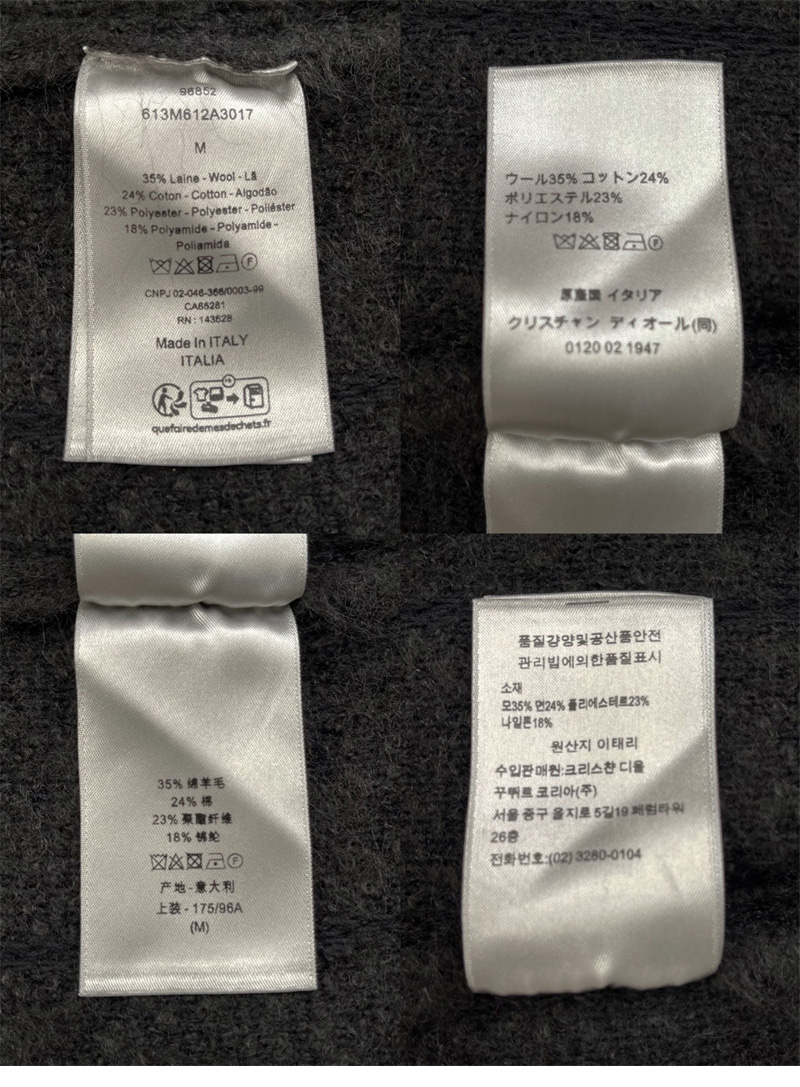 96852
613M612A3017
M
35% Laine - Wool - Lã
24% Coton - Cotton - Algodão
23% Polyester - Polyester - Poliéster
18% Polyamide - Polyamide -
Poliamida
F
CNPJ 02-046-366/0003-99
CA66281
RN : 143628
Made In ITALY
ITALIA
FR
quefairedemesdechets.fr
ウール35% コットン24%
ポリエステル23%
ナイロン18%
F
原産国 イタリア
クリスチャン ディオール(同)
0120 02 1947
35% 绵羊毛
24% 棉
23% 聚酯纤维
18% 锦纶
F
产地 - 意大利
上装 - 175/96A
(M)
품질걍양및공산품안전
관리빕에의한품질표시
소재
모35% 면24% 폴리에스테르23%
나일론18%
원산지 이태리
수입판매원:크리스챤 디올
꾸뛰르 코리아(주)
서울 중구 을지로 5길19 페럼타워
26층
전화번호:(02) 3280-0104